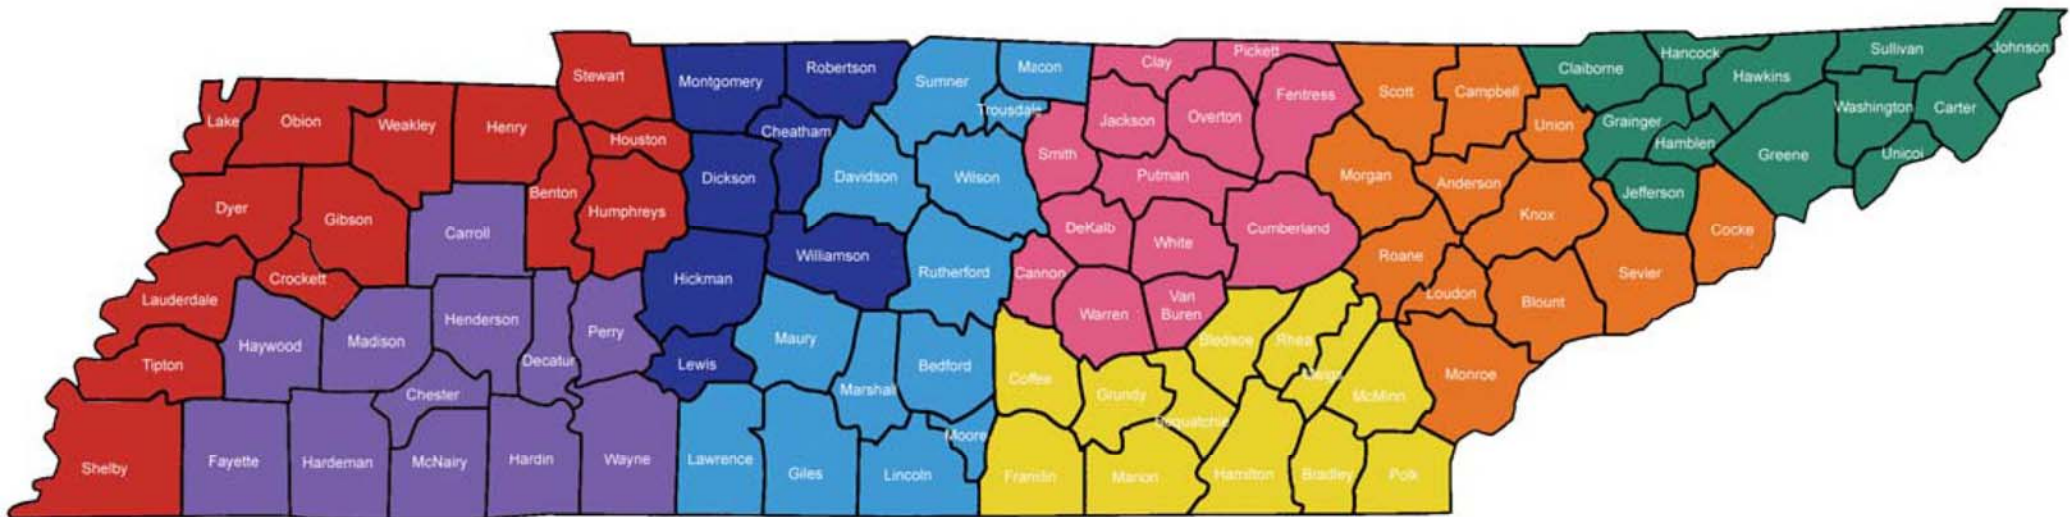 Stewart
Montgomery
Robertson
Sumner
Macon
Clay
Pickett
Scott
Campbell
Claiborne
Hancock
Hawkins
Sullivan
Johnson
Lake
Obion
Weakley
Henry
Houston
Cheatham
Trousdale
Jackson
Overton
Fentress
Union
Grainger
Hamblen
Washington
Carter
Greene
Unicoi
Dyer
Gibson
Carroll
Benton
Humphreys
Dickson
Davidson
Wilson
Smith
Putman
Morgan
Anderson
Knox
Jefferson
Cocke
Lauderdale
Crockett
Hickman
Williamson
Rutherford
Cannon
DeKalb
White
Cumberland
Roane
Loudon
Blount
Sevier
Tipton
Haywood
Madison
Henderson
Decatur
Perry
Lewis
Maury
Marshall
Bedford
Coffee
Warren
Van
Buren
Bledsoe
Rhea
McMinn
Monroe
Chester
Grundy
Sequatchie
Moore
Shelby
Fayette
Hardeman
McNairy
Hardin
Wayne
Lawrence
Giles
Lincoln
Franlin
Marion
Hamilton
Bradley
Polk